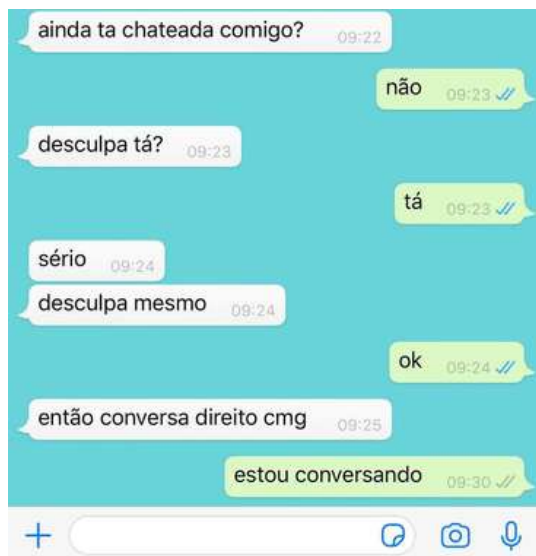 ainda ta chateada comigo? 09:22
não 09:23
desculpa tá? 09:23
tá 09:23
sério 09:24
desculpa mesmo 09:24
ok 09:24
então conversa direito cmg 09:25
estou conversando 09:30